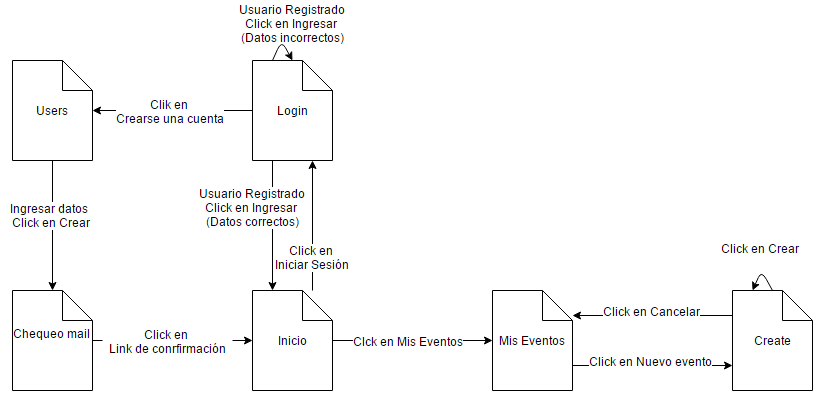 Usuario Registrado
Click en Ingresar
(Datos incorrectos)
Users
Clik en
Crearse una cuenta
Login
Ingresar datos
Click en Crear
Usuario Registrado
Click en Ingresar
(Datos correctos)
Click en
Iniciar Sesión
Click en Crear
Chequeo mail
Click en
Link de conrfirmación
Inicio
Clck en Mis Eventos
Mis Eventos
Click en Cancelar
Click en Nuevo evento
Create